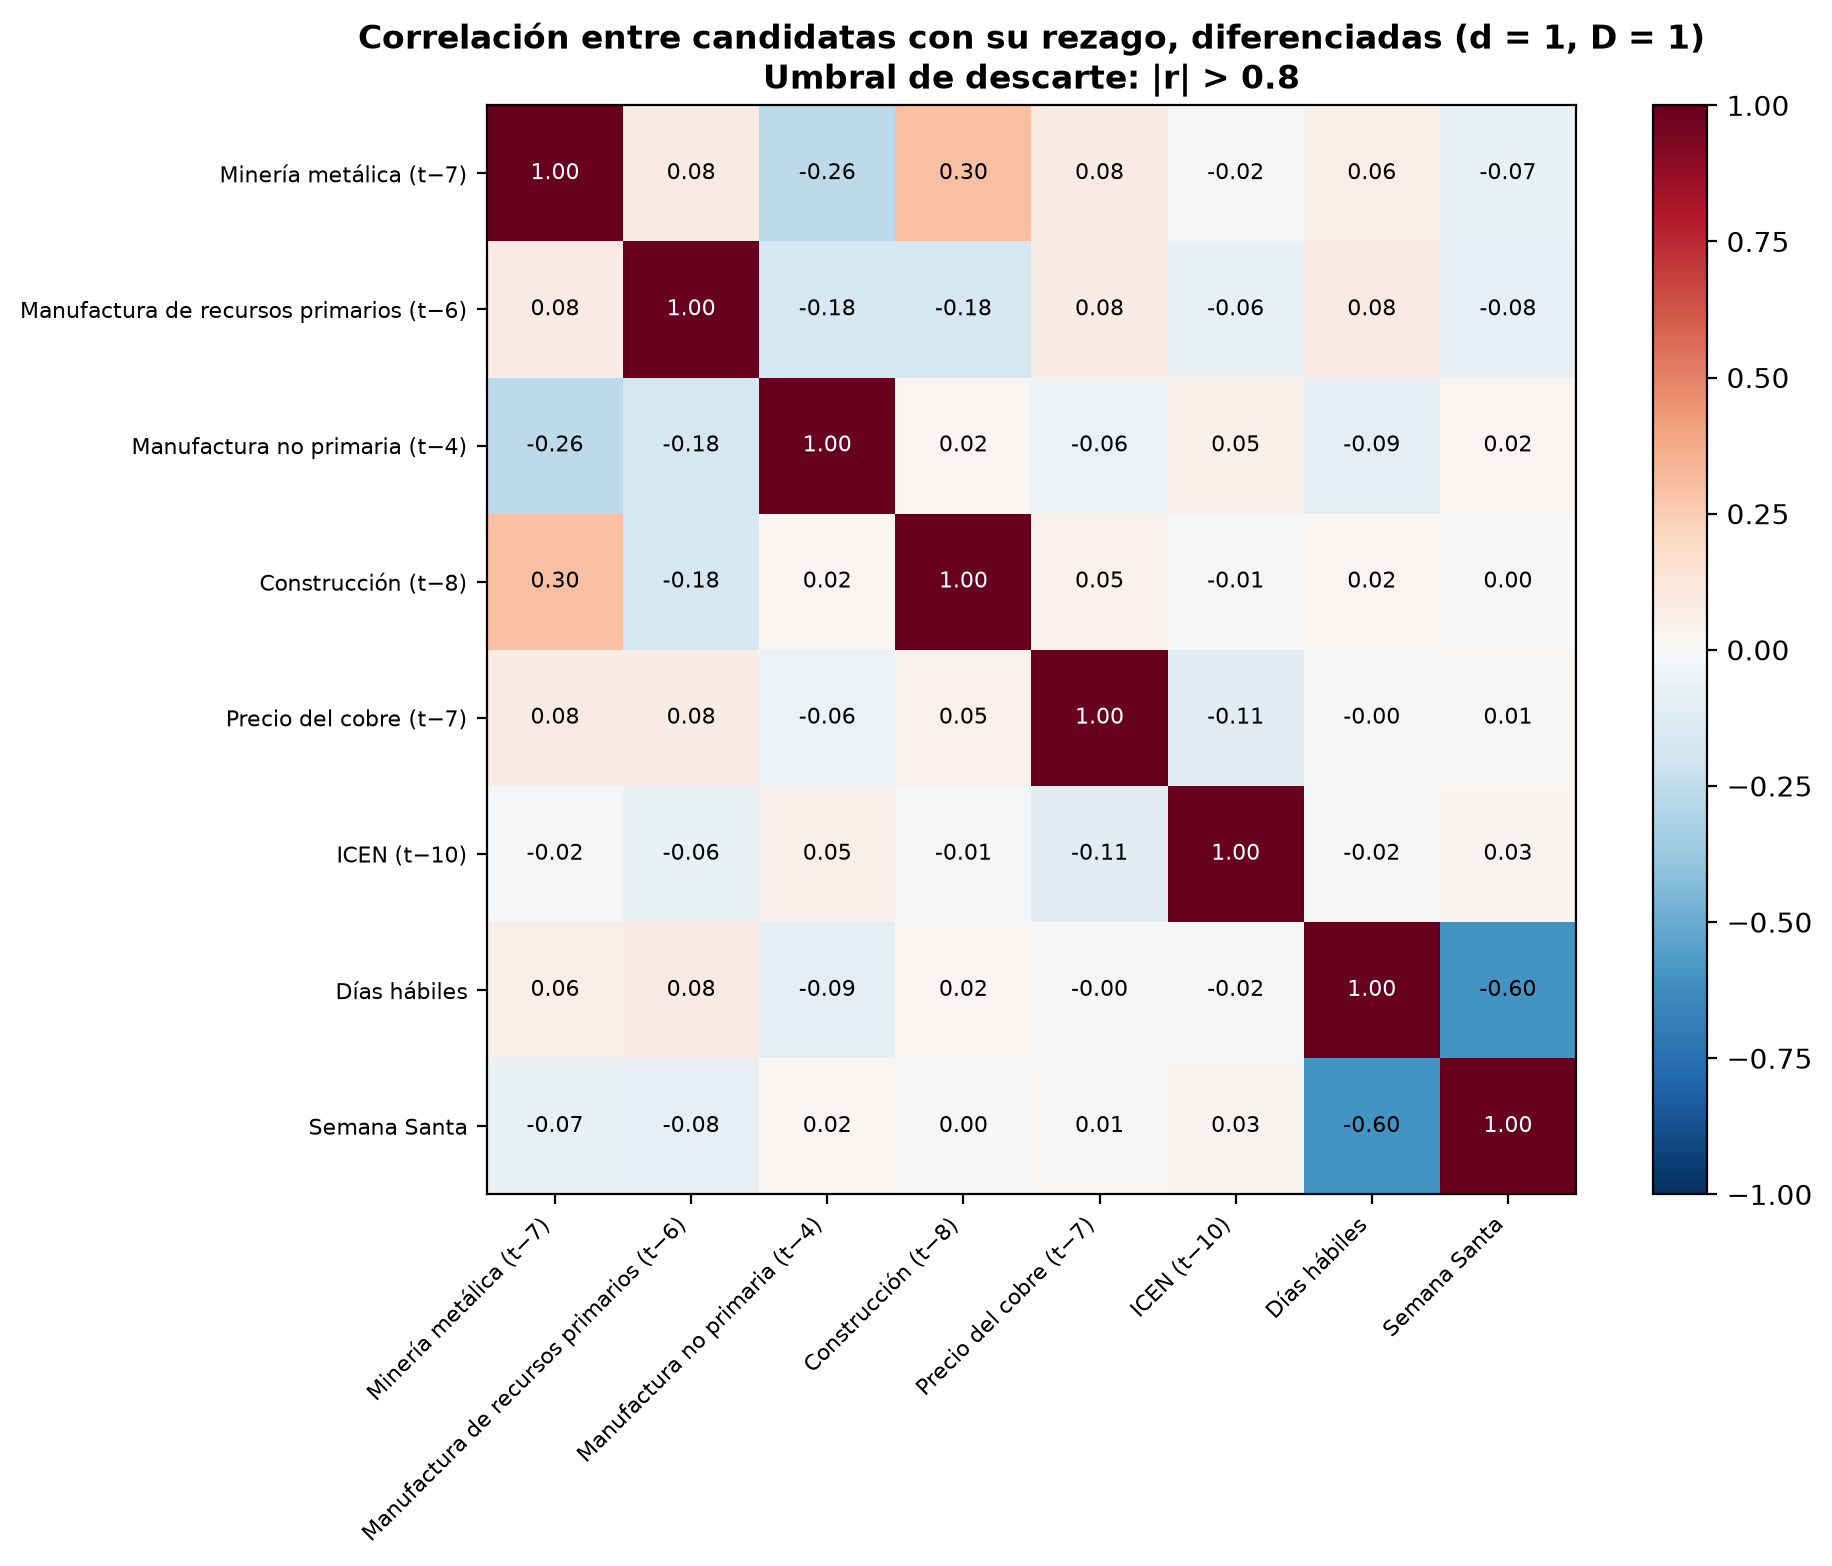 Correlación entre candidatas con su rezago, diferenciadas (d = 1, D = 1)
Umbral de descarte: |r| > 0.8
Minería metálica (t−7) 1.00 0.08 -0.26 0.30 0.08 -0.02 0.06 -0.07
Manufactura de recursos primarios (t−6) 0.08 1.00 -0.18 -0.18 0.08 -0.06 0.08 -0.08
Manufactura no primaria (t−4) -0.26 -0.18 1.00 0.02 -0.06 0.05 -0.09 0.02
Construcción (t−8) 0.30 -0.18 0.02 1.00 0.05 -0.01 0.02 0.00
Precio del cobre (t−7) 0.08 0.08 -0.06 0.05 1.00 -0.11 -0.00 0.01
ICEN (t−10) -0.02 -0.06 0.05 -0.01 -0.11 1.00 -0.02 0.03
Días hábiles 0.06 0.08 -0.09 0.02 -0.00 -0.02 1.00 -0.60
Semana Santa -0.07 -0.08 0.02 0.00 0.01 0.03 -0.60 1.00
Minería metálica (t−7)
Manufactura de recursos primarios (t−6)
Manufactura no primaria (t−4)
Construcción (t−8)
Precio del cobre (t−7)
ICEN (t−10)
Días hábiles
Semana Santa
1.00
0.75
0.50
0.25
0.00
−0.25
−0.50
−0.75
−1.00